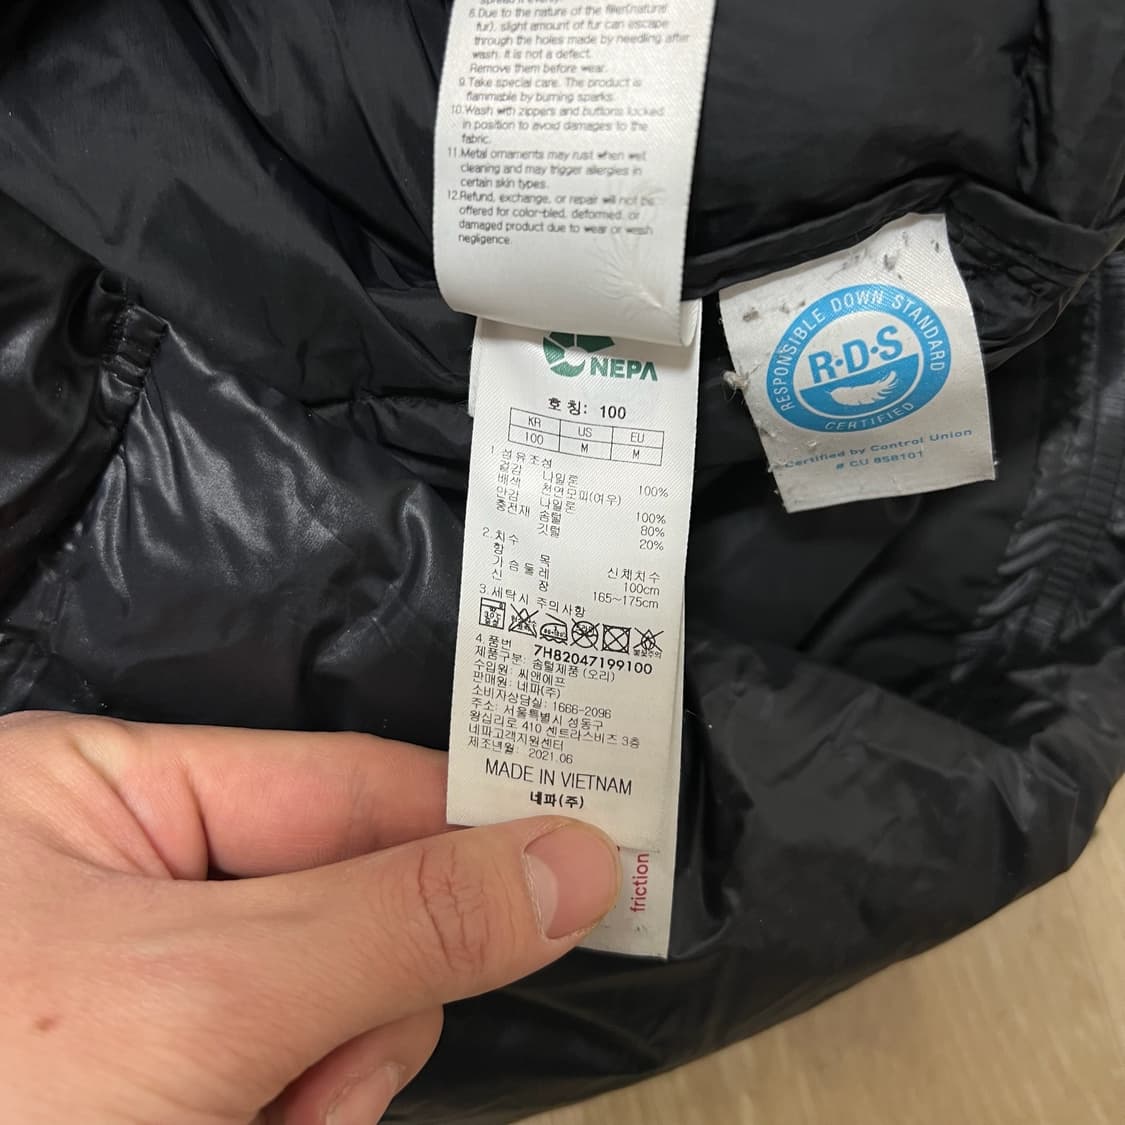 8.Due to the nature of the filler(natural
fur), slight amount of fur can escape
through the holes made by needling after
wash. It is not a defect.
Remove them before wear.
9.Take special care. The product is
flammable by burning sparks.
10.Wash with zippers and buttons locked
in position to avoid damages to the
fabric.
11.Metal ornaments may rust when wet
cleaning and may trigger allergies in
certain skin types.
12.Refund, exchange, or repair will not be
offered for color-bled, deformed, or
damaged product due to wear or wash
negligence.
NEPA
호 칭: 100
KR US EU
100 M M
1.섬유조성
겉감 나일론 100%
배색 천연모피(여우)
안감 나일론 100%
충전재 솜털 80%
깃털 20%
2.치수
항 목 신체치수
가슴둘레 100cm
신 장 165~175cm
3.세탁시 주의사항
4.품번 7H82047199100
제품구분: 솜털제품 (오리)
수입원: 씨앤에프
판매원: 네파(주)
소비자상담실: 1666-2096
주소: 서울특별시 성동구
왕십리로 410 센트라스비즈 3층
네파고객지원센터
제조년월: 2021.06
MADE IN VIETNAM
네파(주)
friction
RESPONSIBLE DOWN STANDARD
R·D·S
CERTIFIED
Certified by Control Union
# CU 858101